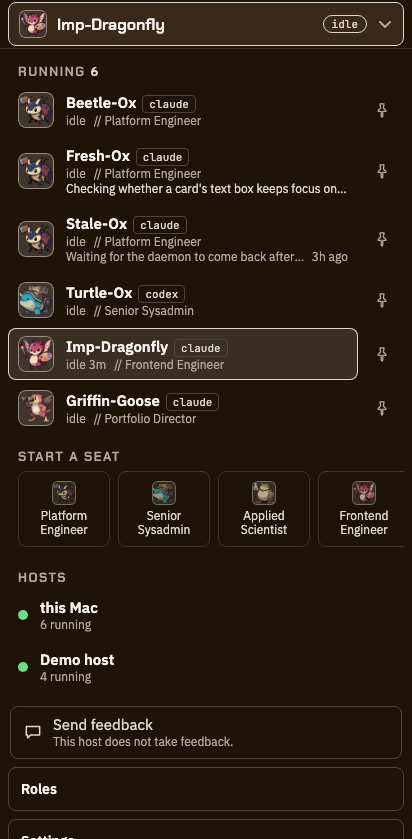 Imp-Dragonfly idle
RUNNING 6
Beetle-Ox claude
idle // Platform Engineer
Fresh-Ox claude
idle // Platform Engineer
Checking whether a card's text box keeps focus on...
Stale-Ox claude
idle // Platform Engineer
Waiting for the daemon to come back after... 3h ago
Turtle-Ox codex
idle // Senior Sysadmin
Imp-Dragonfly claude
idle 3m // Frontend Engineer
Griffin-Goose claude
idle // Portfolio Director
START A SEAT
Platform
Engineer
Senior
Sysadmin
Applied
Scientist
Frontend
Engineer
HOSTS
this Mac
6 running
Demo host
4 running
Send feedback
This host does not take feedback.
Roles
Settings